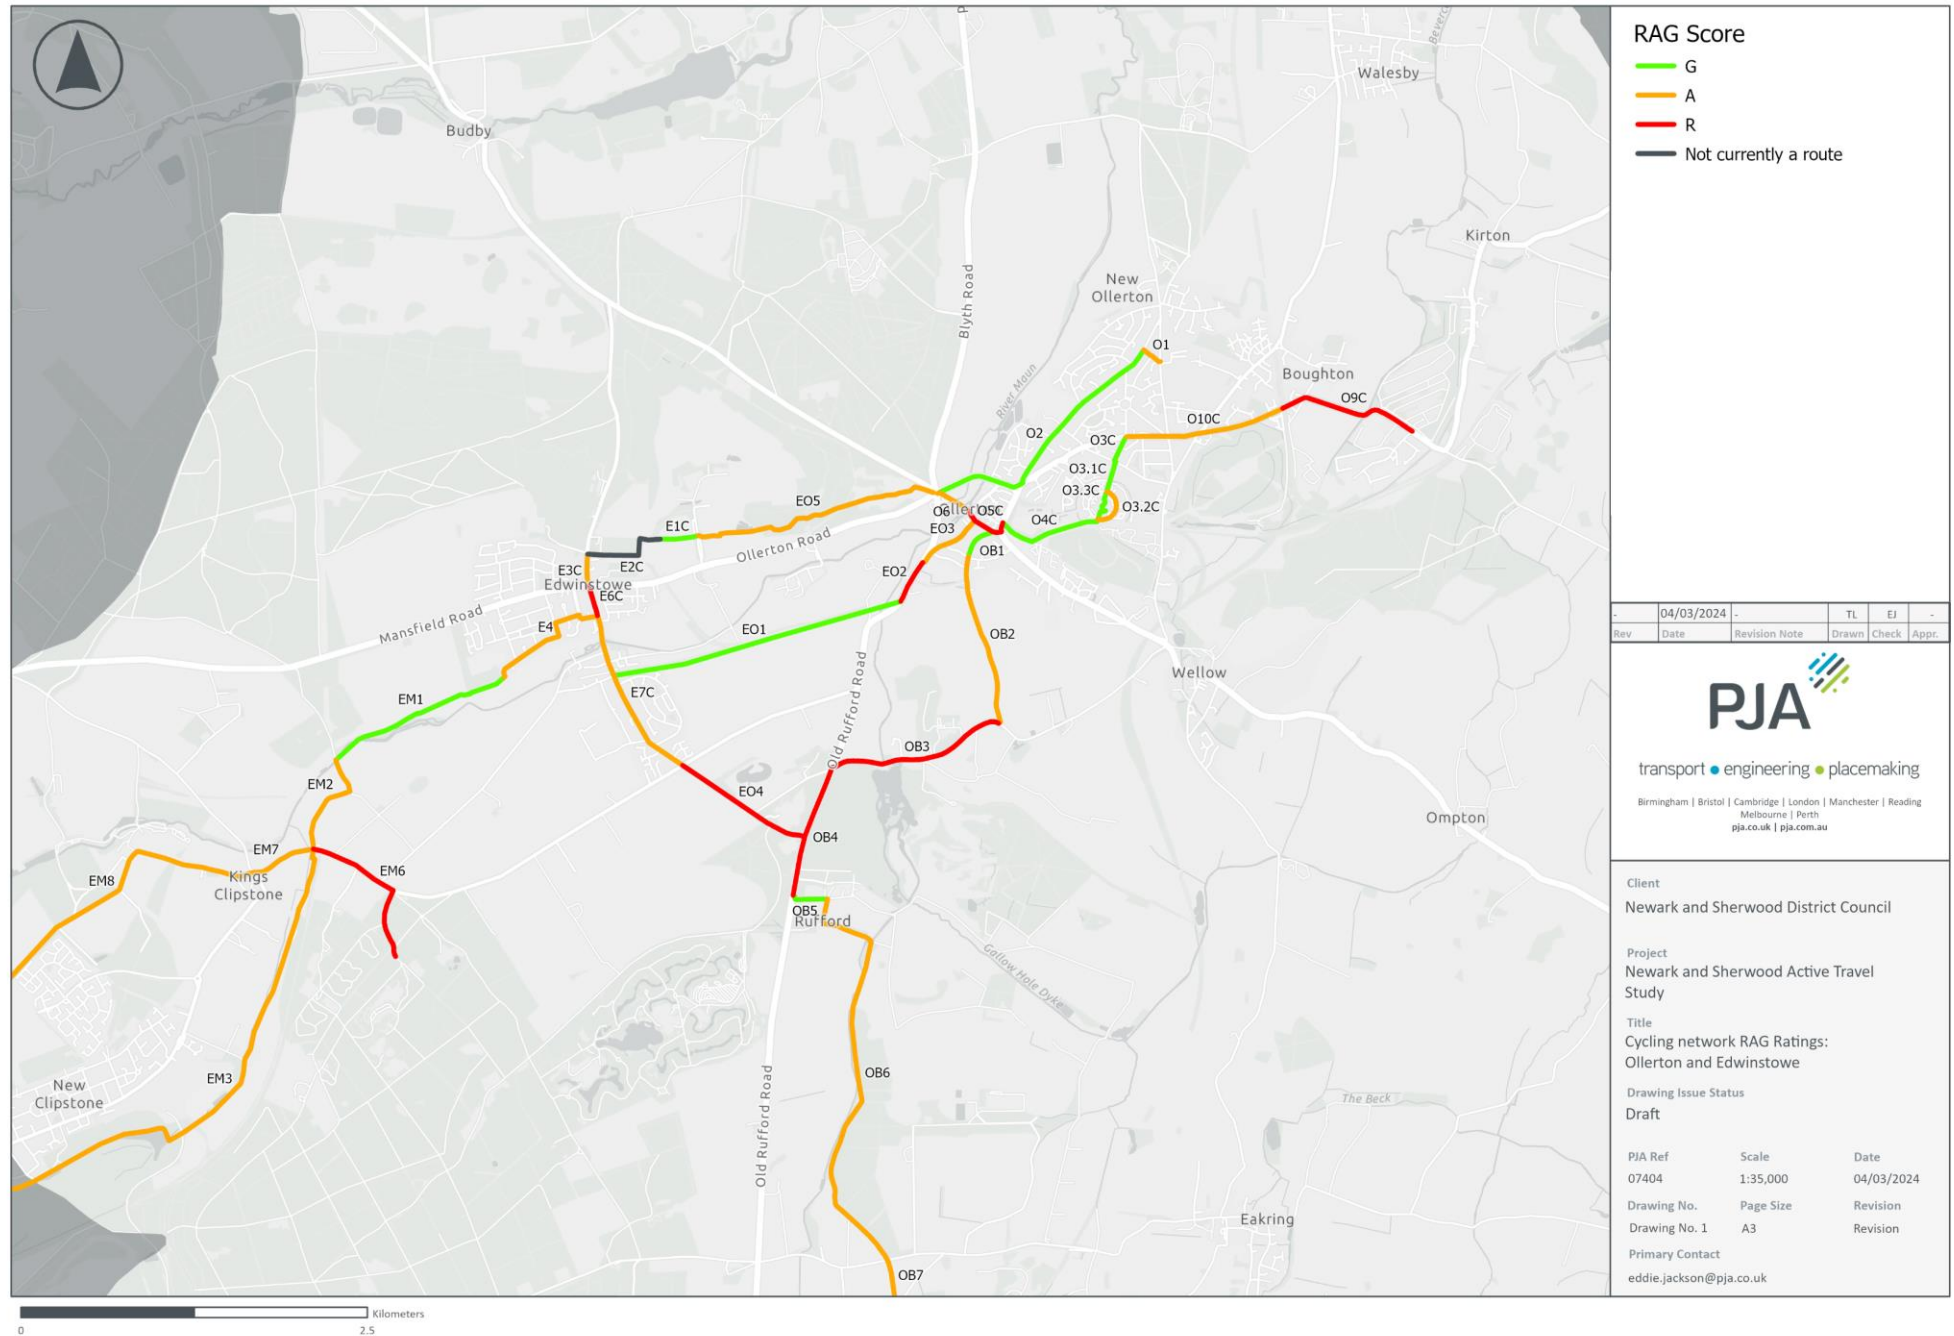 P
Beverc
Walesby
Budby
Kirton
Blyth Road
New
Ollerton
River Maun
O1
Boughton
O9C
O10C
O2
O3C
O3.1C
O3.3C
O3.2C
EO5
O6
Ollerton
O5C
O4C
E1C
EO3
Ollerton Road
OB1
E3C
E2C
EO2
Edwinstowe
E6C
Mansfield Road
E4
EO1
OB2
Wellow
E7C
EM1
Old Rufford Road
OB3
EM2
EO4
Ompton
OB4
EM7
EM6
EM8
Kings
Clipstone
OB5
Rufford
Gallow Hole Dyke
OB6
EM3
New
Clipstone
The Beck
Old Rufford Road
Eakring
OB7
0
2.5
Kilometers
RAG Score
G
A
R
Not currently a route
- 04/03/2024 - TL EJ -
Rev Date Revision Note Drawn Check Appr.
PJA
transport ● engineering ● placemaking
Birmingham | Bristol | Cambridge | London | Manchester | Reading
Melbourne | Perth
pja.co.uk | pja.com.au
Client
Newark and Sherwood District Council
Project
Newark and Sherwood Active Travel
Study
Title
Cycling network RAG Ratings:
Ollerton and Edwinstowe
Drawing Issue Status
Draft
PJA Ref Scale Date
07404 1:35,000 04/03/2024
Drawing No. Page Size Revision
Drawing No. 1 A3 Revision
Primary Contact
eddie.jackson@pja.co.uk